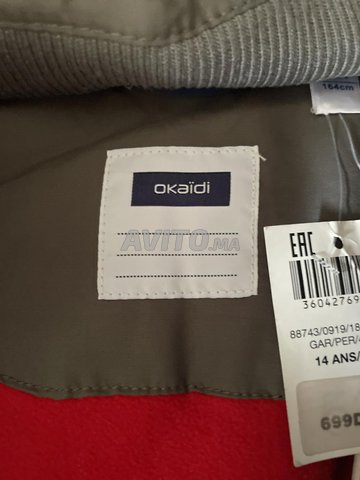 164cm
okaïdi
AVITO.MA
EAC
36042769
88743/0919/18
GAR/PER/
14 ANS/
699D